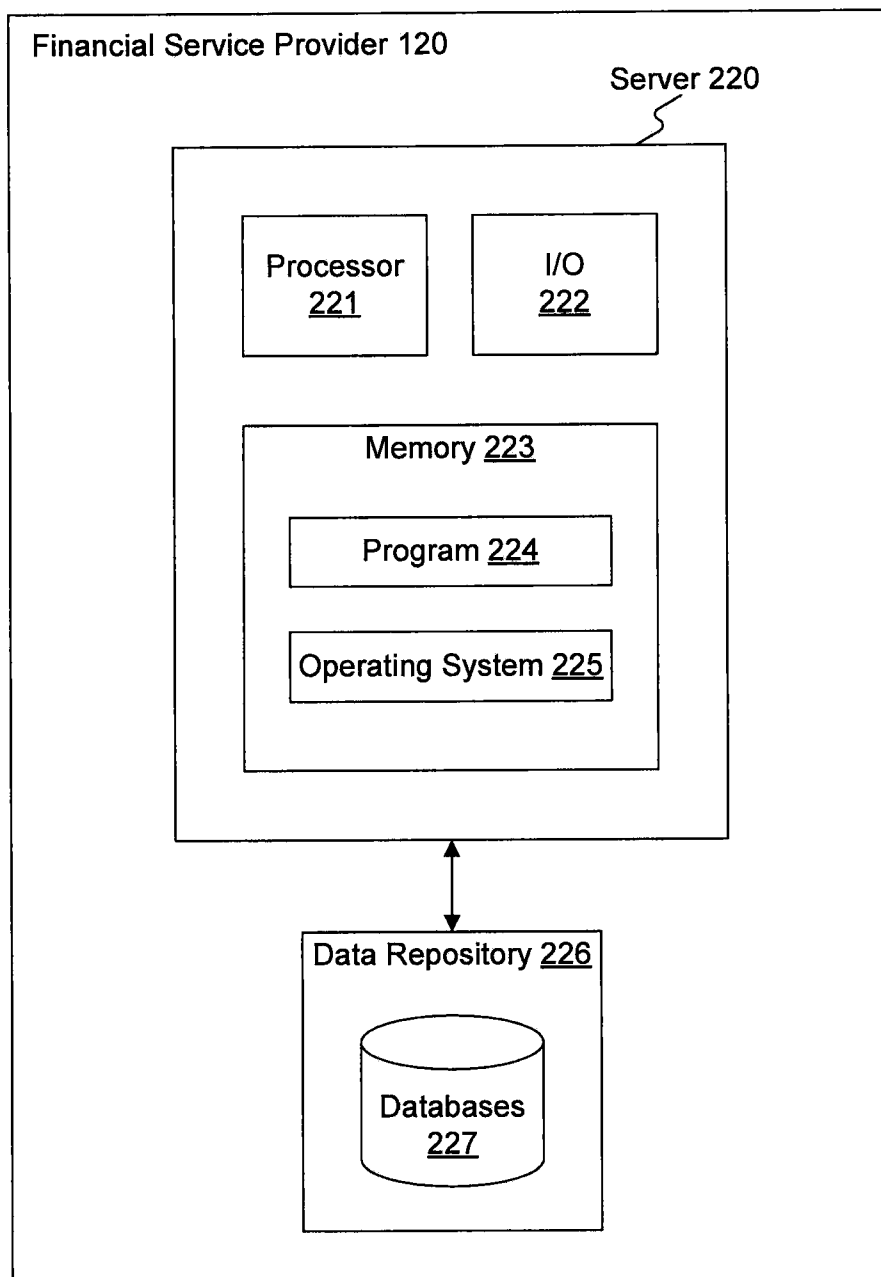 Financial Service Provider 120
Server 220
Processor
221
I/O
222
Memory 223
Program 224
Operating System 225
Data Repository 226
Databases
227